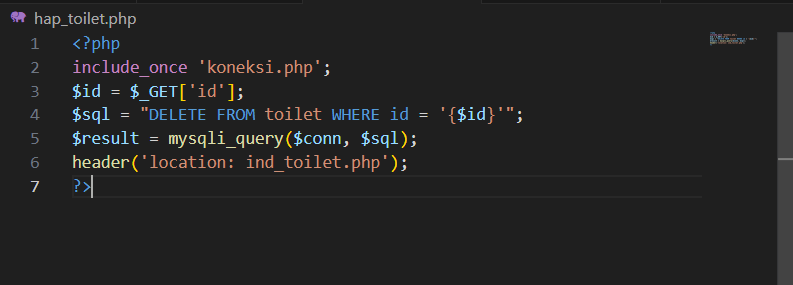 hap_toilet.php
1 <?php
2 include_once 'koneksi.php';
3 $id = $_GET['id'];
4 $sql = "DELETE FROM toilet WHERE id = '{$id}'";
5 $result = mysqli_query($conn, $sql);
6 header('location: ind_toilet.php');
7 ?>